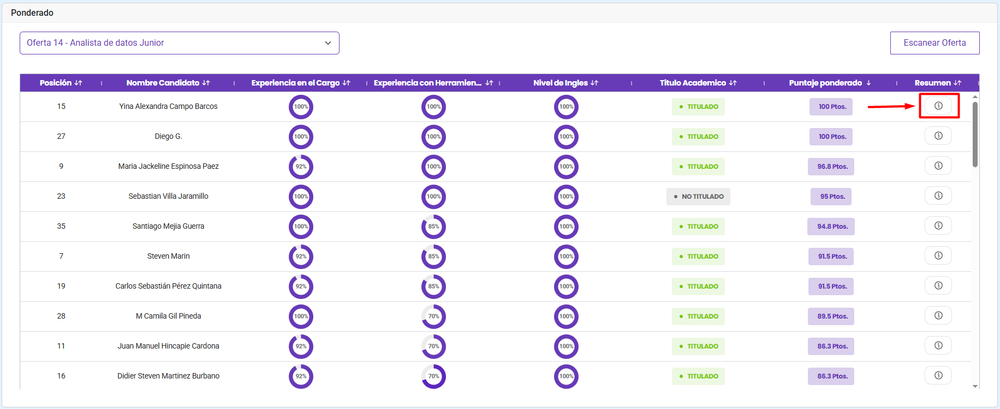 Ponderado
Oferta 14 - Analista de datos Junior
Escanear Oferta
Posición Nombre Candidato Experiencia en el Cargo Experiencia con Herramien... Nivel de Ingles Titulo Academico Puntaje ponderado Resumen
15 Yina Alexandra Campo Barcos 100% 100% 100% TITULADO 100 Ptos.
27 Diego G. 100% 100% 100% TITULADO 100 Ptos.
9 Maria Jackeline Espinosa Paez 92% 100% 100% TITULADO 96.8 Ptos.
23 Sebastian Villa Jaramillo 100% 100% 100% NO TITULADO 95 Ptos.
35 Santiago Mejia Guerra 100% 85% 100% TITULADO 94.8 Ptos.
7 Steven Marin 92% 85% 100% TITULADO 91.5 Ptos.
19 Carlos Sebastián Pérez Quintana 92% 85% 100% TITULADO 91.5 Ptos.
28 M Camila Gil Pineda 100% 70% 100% TITULADO 89.5 Ptos.
11 Juan Manuel Hincapie Cardona 92% 70% 100% TITULADO 86.3 Ptos.
16 Didier Steven Martinez Burbano 92% 70% 100% TITULADO 86.3 Ptos.